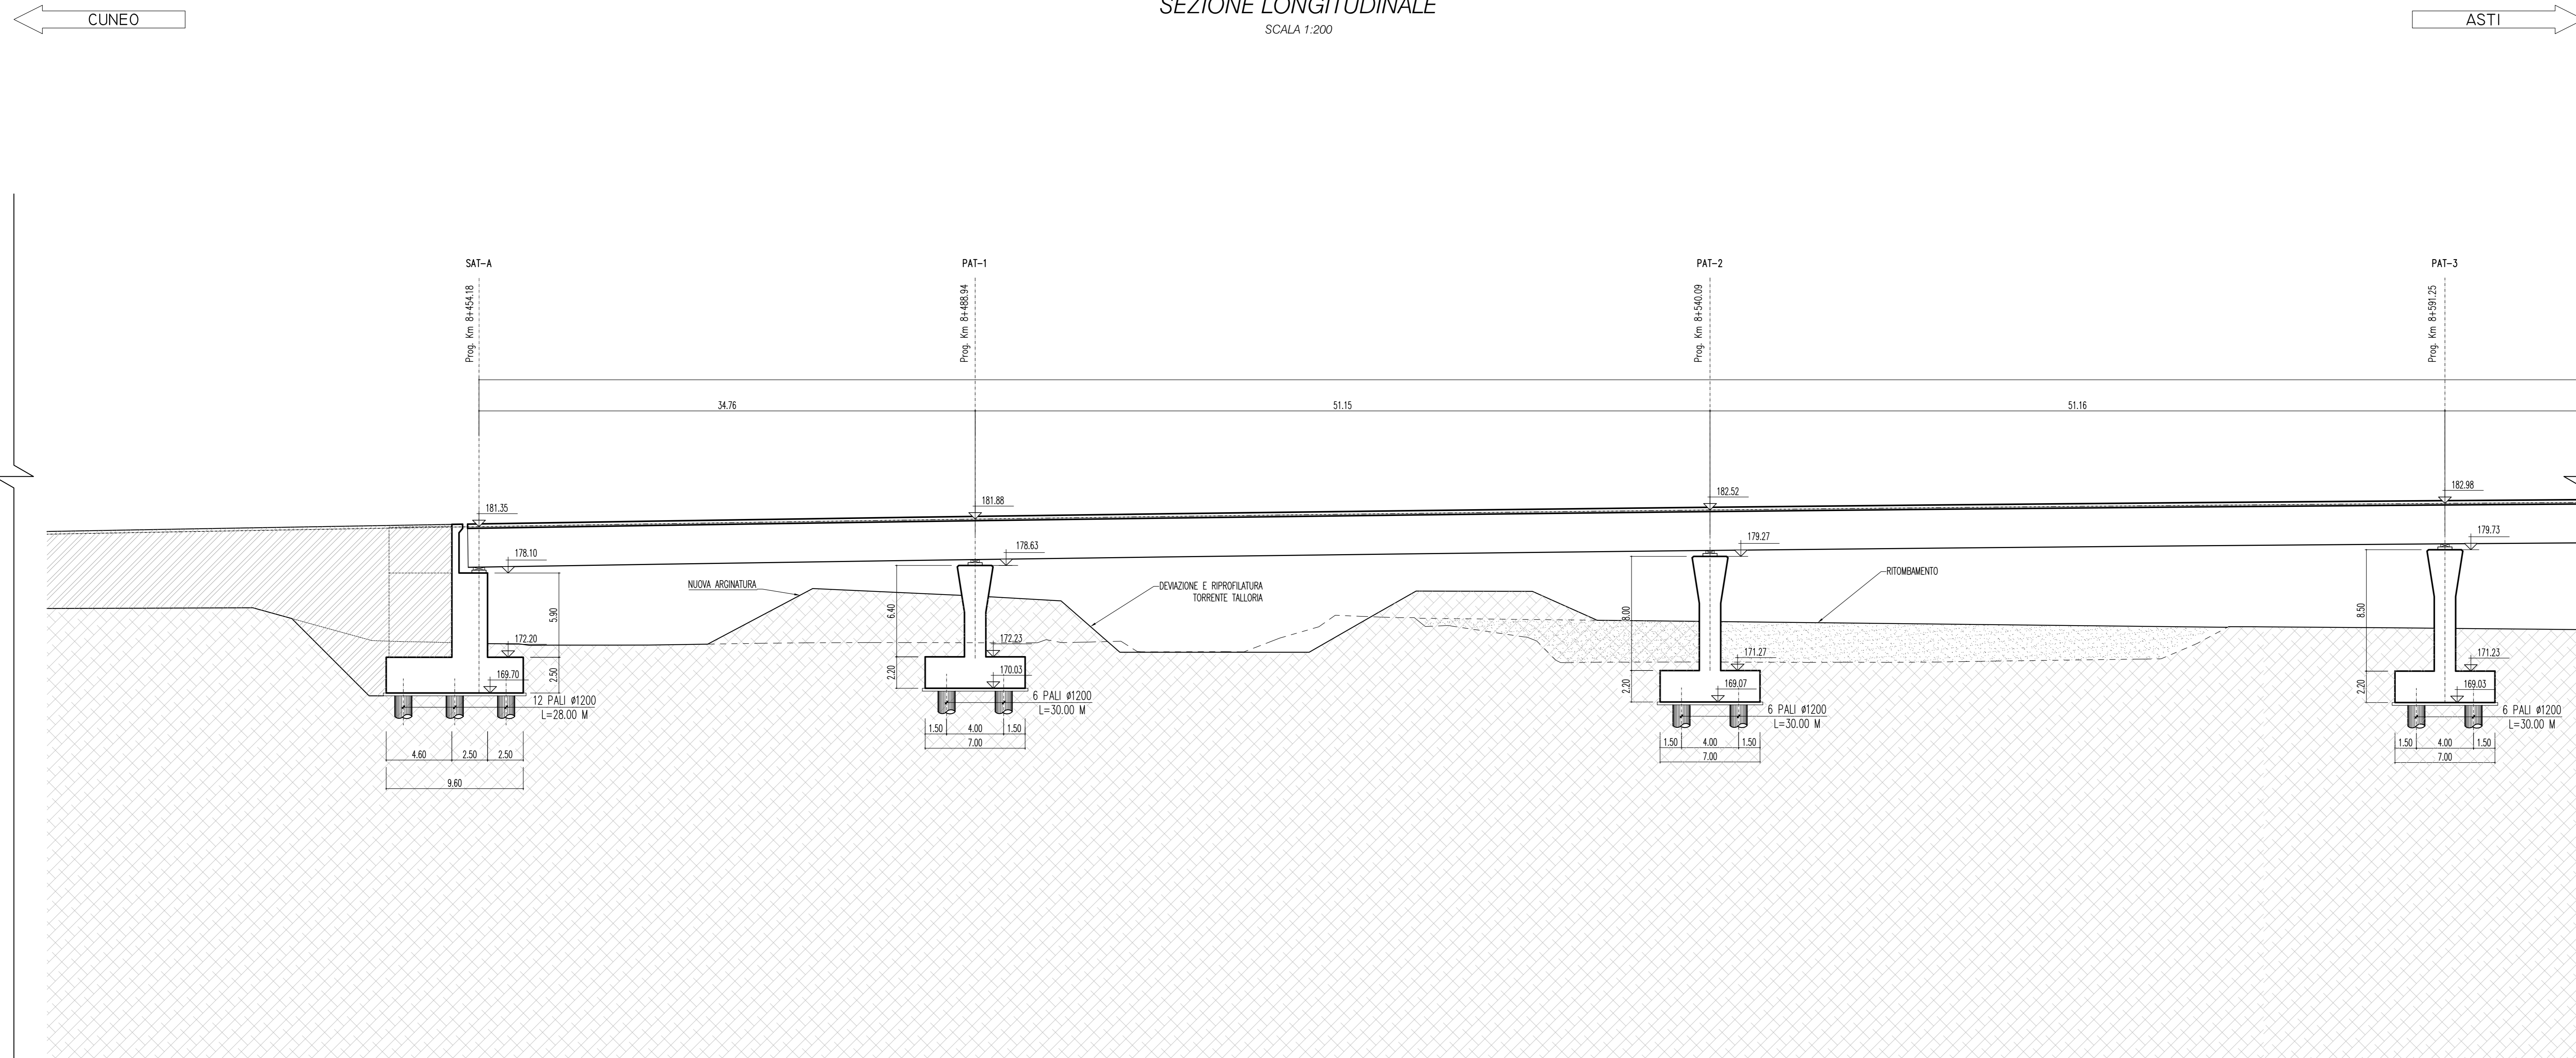 CUNEO
SEZIONE LONGITUDINALE
SCALA 1:200
ASTI
SAT-A
PAT-1
PAT-2
PAT-3
Prog. Km 8+454.18
Prog. Km 8+488.94
Prog. Km 8+540.09
Prog. Km 8+591.25
34.76
51.15
51.16
181.35
181.88
182.52
182.98
178.10
178.63
179.27
179.73
NUOVA ARGINATURA
DEVIAZIONE E RIPROFILATURA
TORRENTE TALLORIA
RITOMBAMENTO
5.90
6.40
8.00
8.50
172.20
172.23
171.27
171.23
2.50
2.20
2.20
2.20
169.70
170.03
169.07
169.03
12 PALI ø1200
L=28.00 M
6 PALI ø1200
L=30.00 M
6 PALI ø1200
L=30.00 M
6 PALI ø1200
L=30.00 M
4.60
2.50
2.50
9.60
1.50
4.00
1.50
7.00
1.50
4.00
1.50
7.00
1.50
4.00
1.50
7.00